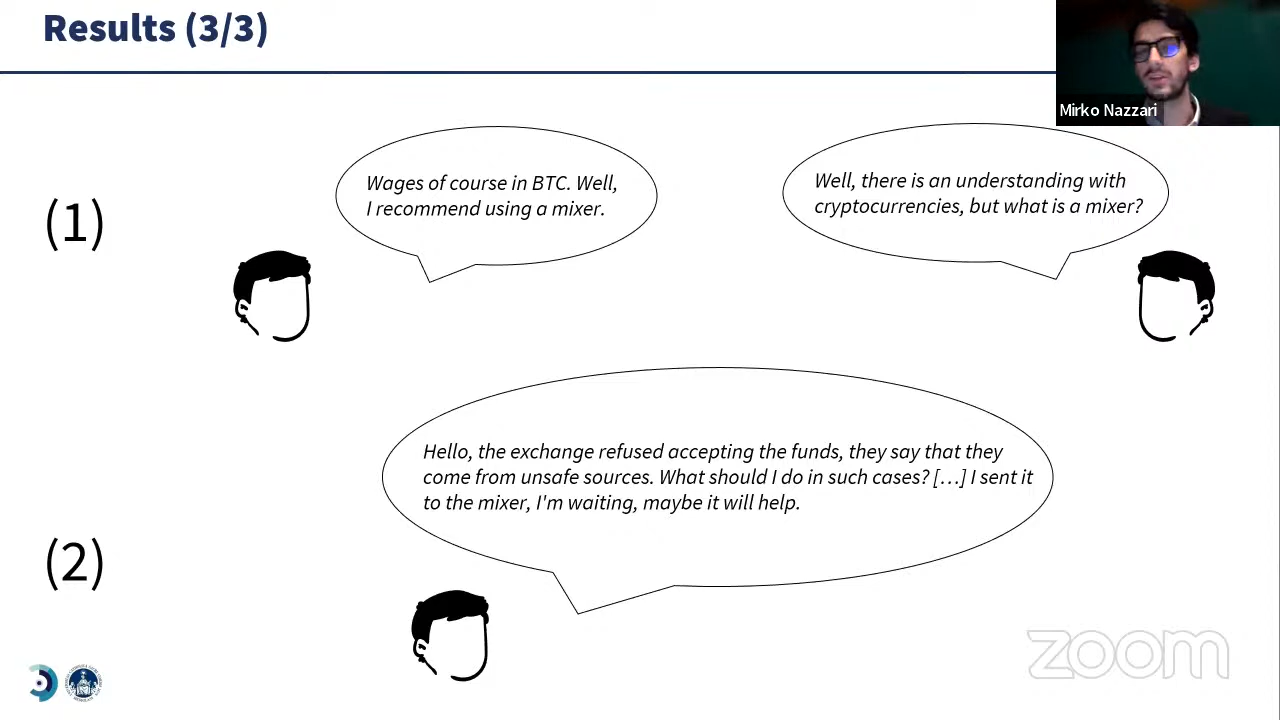 Results (3/3)
Mirko Nazzari
(1)
Wages of course in BTC. Well,
I recommend using a mixer.
Well, there is an understanding with
cryptocurrencies, but what is a mixer?
Hello, the exchange refused accepting the funds, they say that they
come from unsafe sources. What should I do in such cases? […] I sent it
to the mixer, I'm waiting, maybe it will help.
(2)
zoom